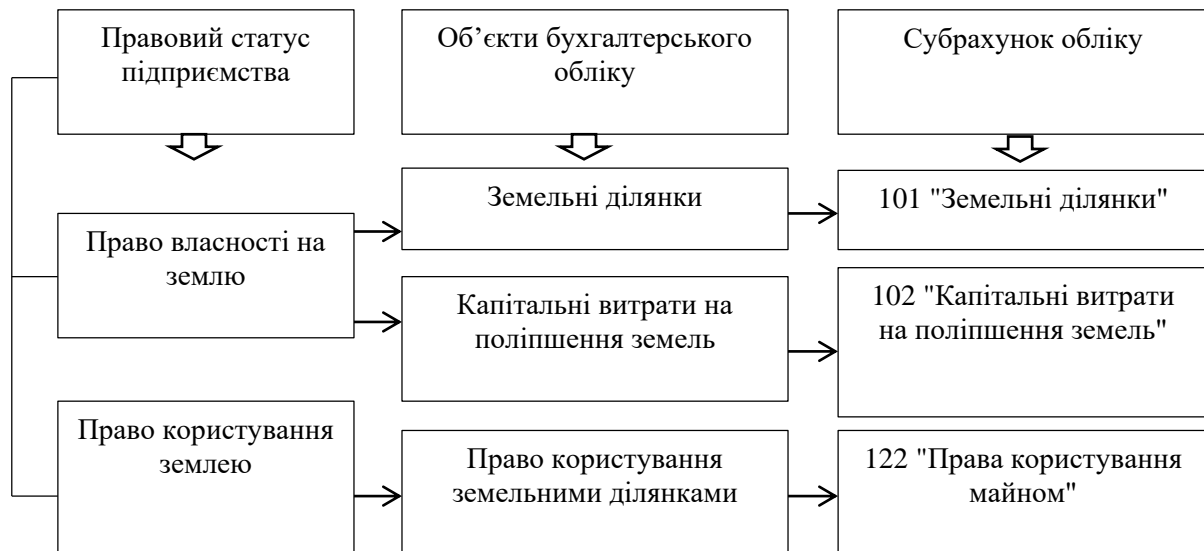 Правовий статус
підприємства
Об’єкти бухгалтерського
обліку
Субрахунок обліку
Право власності на
землю
Земельні ділянки
101 "Земельні ділянки"
Капітальні витрати на
поліпшення земель
102 "Капітальні витрати
на поліпшення земель"
Право користування
землею
Право користування
земельними ділянками
122 "Права користування
майном"